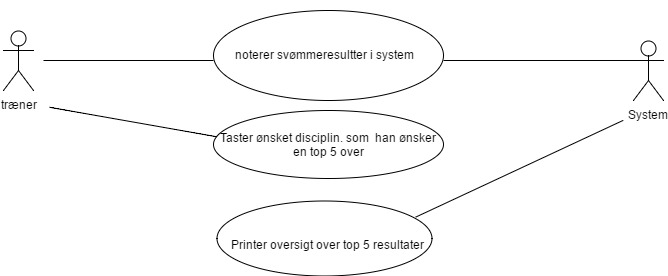 noterer svømmeresultter i system
træner
System
Taster ønsket disciplin. som han ønsker
en top 5 over
Printer oversigt over top 5 resultater